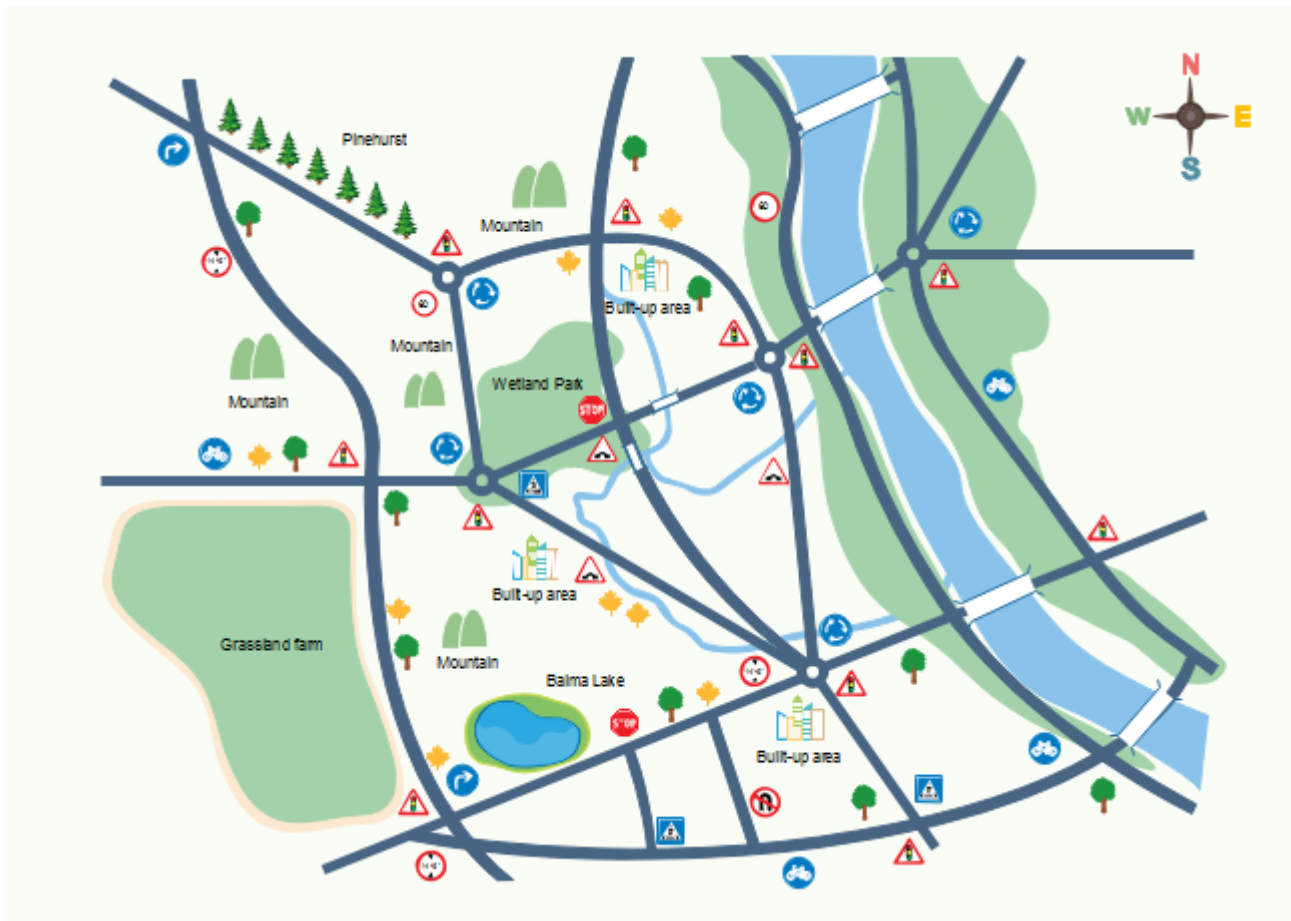 N
W
E
S
Pinehurst
Mountain
60
Built-up area
60
Mountain
Wetland Park
Mountain
STOP
Built-up area
Grassland farm
Mountain
Balma Lake
STOP
Built-up area